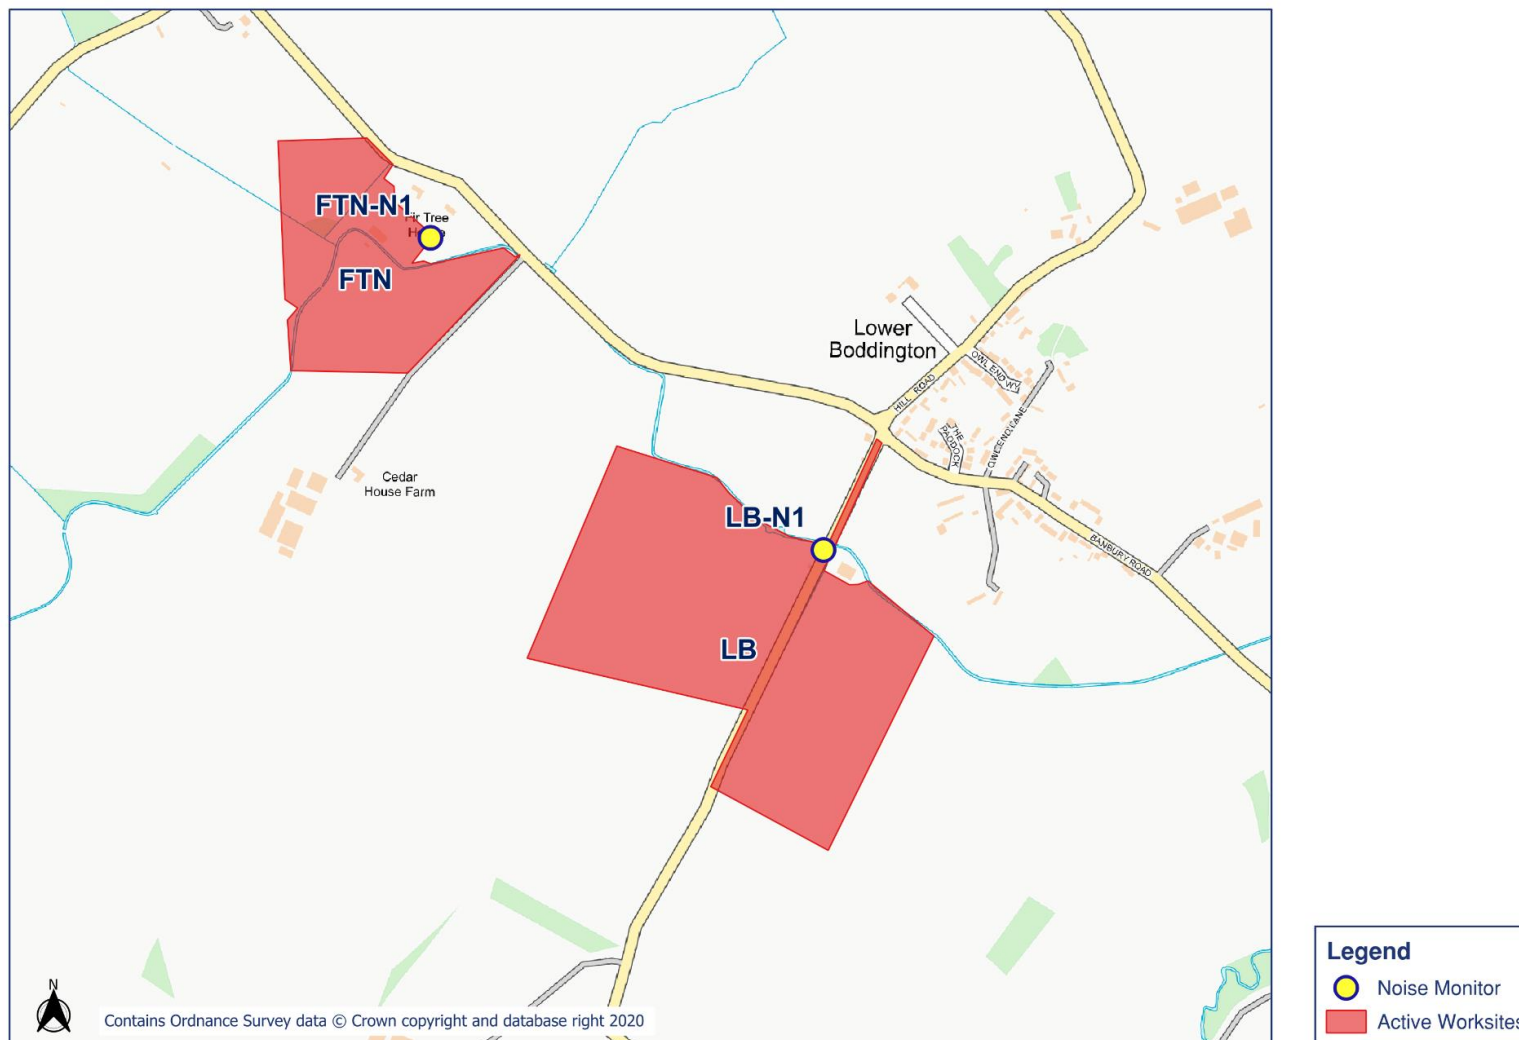 FTN-N1
Fir Tree
FTN
Lower
Boddington
OWL END WY
HILL ROAD
THE
PADDOCK
OWL END LANE
Cedar
House Farm
LB-N1
BANBURY ROAD
LB
N
Contains Ordnance Survey data © Crown copyright and database right 2020
Legend
Noise Monitor
Active Worksites